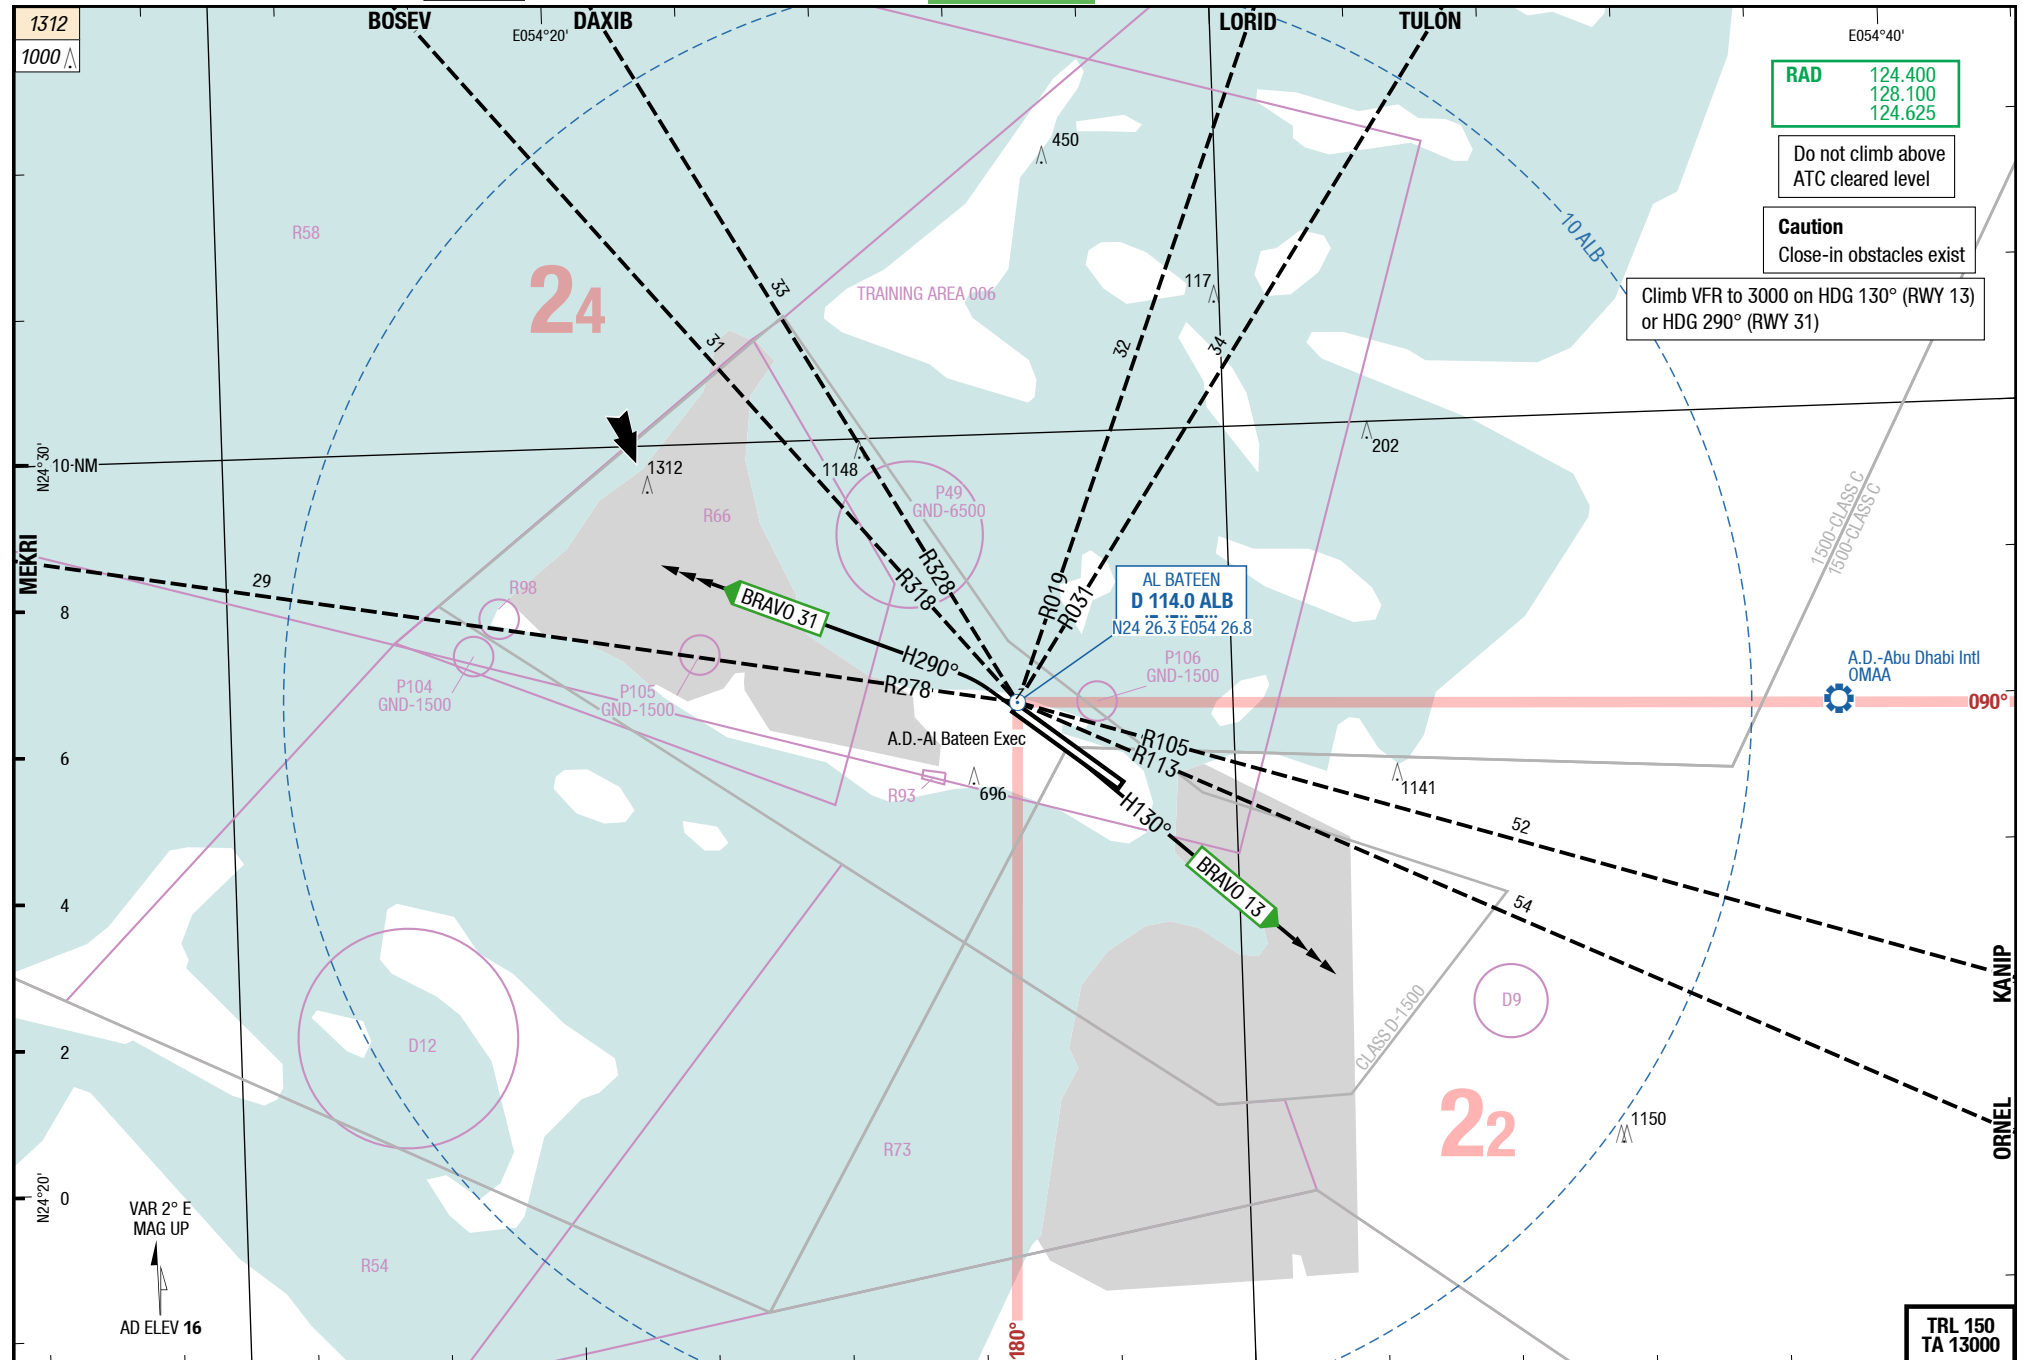 1312
1000
BOSEV
E054°20'
DAXIB
LORID
TULON
E054°40'
RAD 124.400
128.100
124.625
Do not climb above
ATC cleared level
Caution
Close-in obstacles exist
Climb VFR to 3000 on HDG 130° (RWY 13)
or HDG 290° (RWY 31)
10 ALB
450
R58
24
TRAINING AREA 006
117
33
31
32
34
202
N24°30'
10-NM
1312
1148
P49
GND-6500
R66
1500-CLASS C
1500-CLASS C
MEKRI
29
R98
8
BRAVO 31
R328
R318
R019
R031
AL BATEEN
D 114.0 ALB
N24 26.3 E054 26.8
H290°
R278
P104
GND-1500
P105
GND-1500
P106
GND-1500
A.D.-Abu Dhabi Intl
OMAA
090°
A.D.-Al Bateen Exec
R105
R113
6
R93
696
1141
H130°
52
BRAVO 13
54
4
KANIP
D9
CLASS D-1500
D12
2
22
1150
ORNEL
R73
N24°20'
0
VAR 2° E
MAG UP
R54
AD ELEV 16
180°
TRL 150
TA 13000